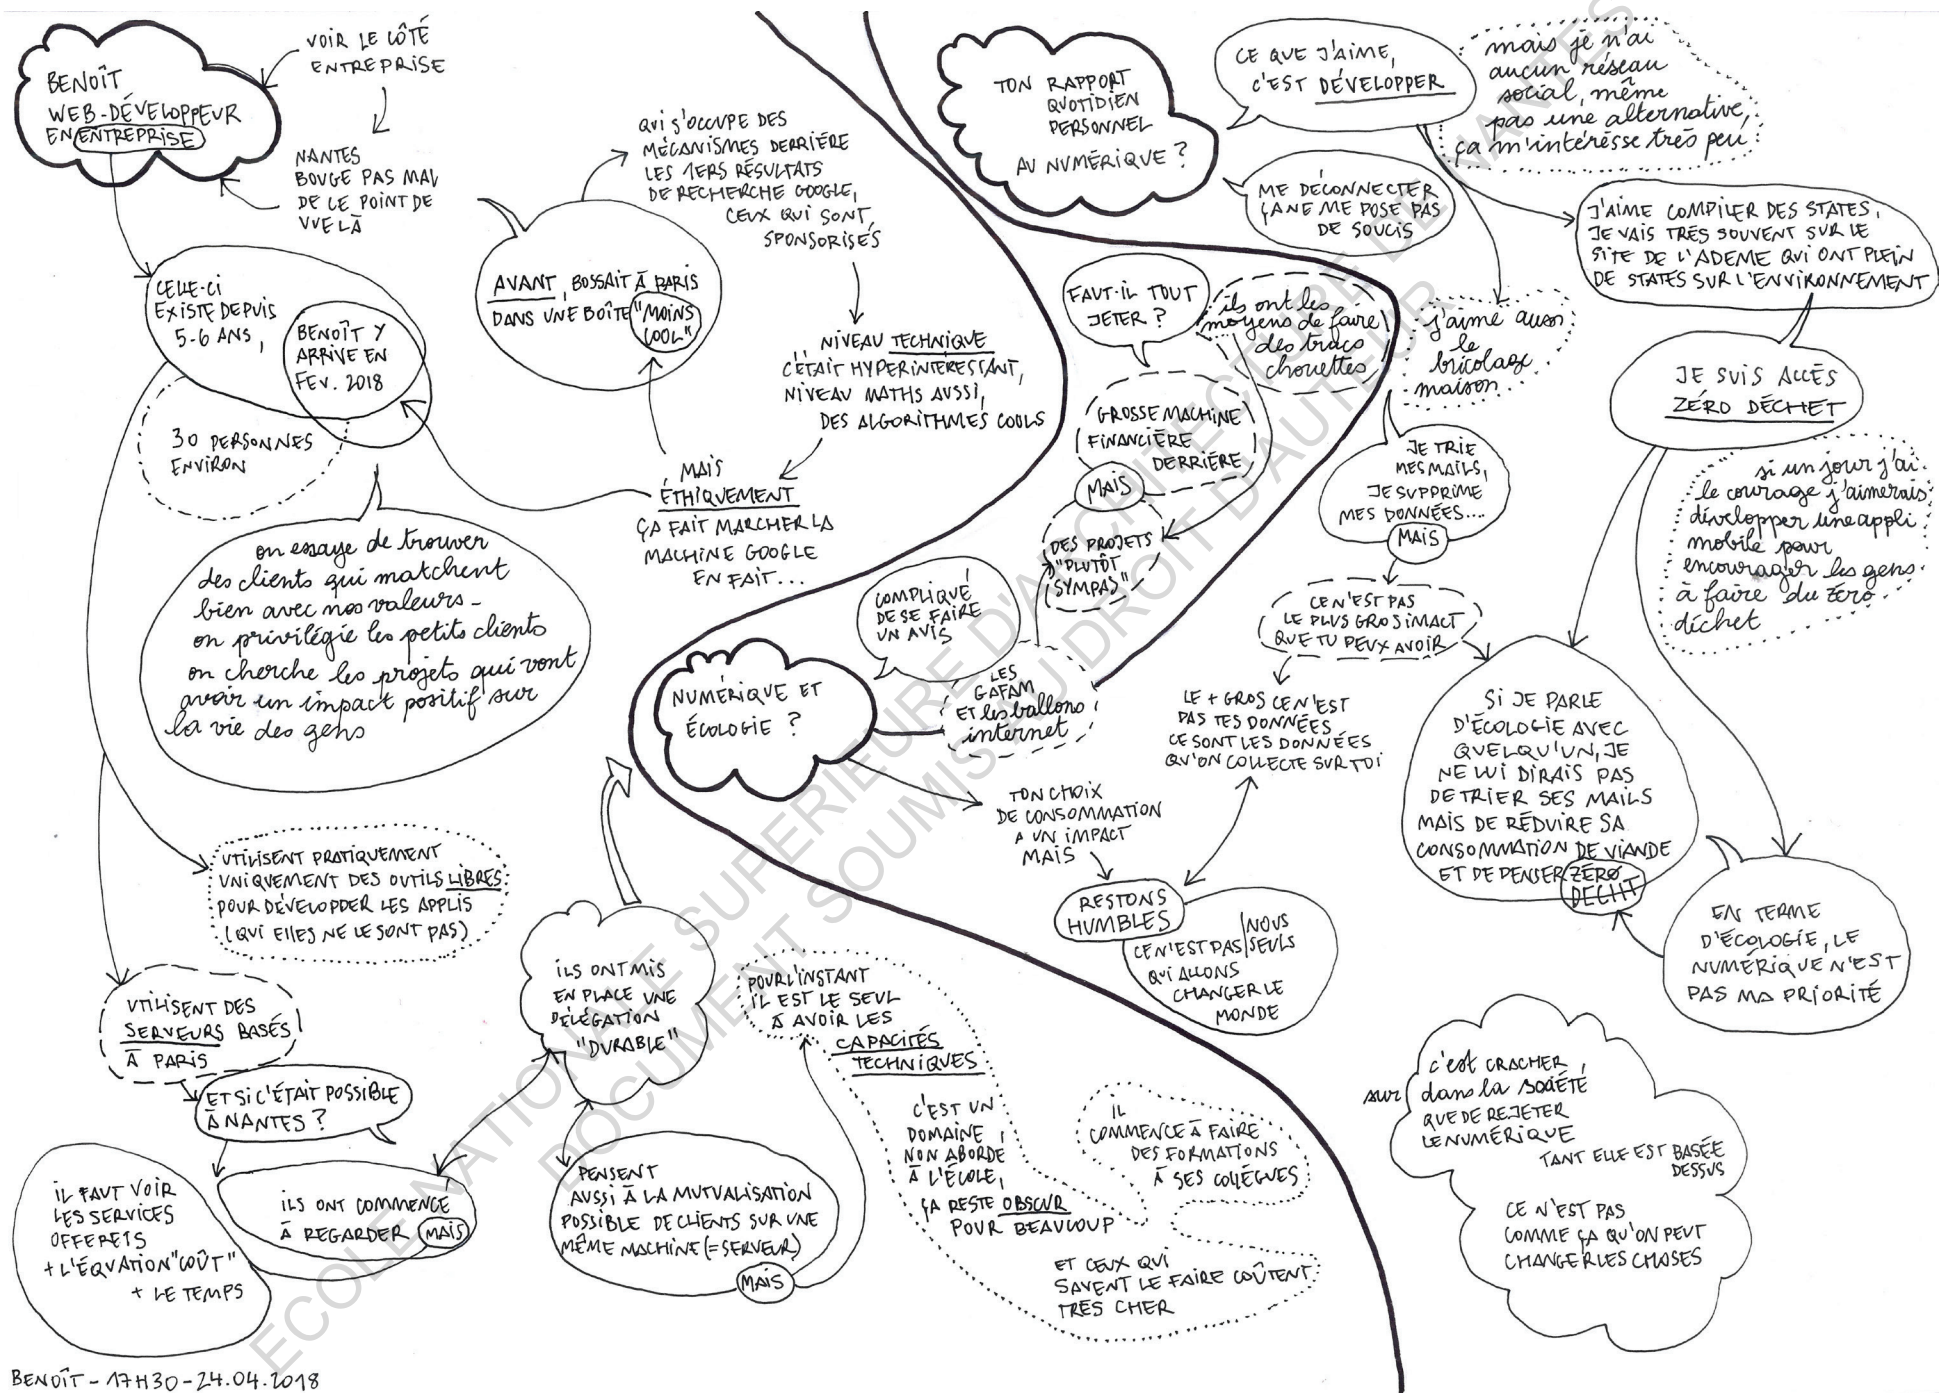 BENOÎT
WEB-DÉVELOPPEUR
EN ENTREPRISE
VOIR LE CÔTÉ
ENTREPRISE
NANTES
BOUGE PAS MAL
DE CE POINT DE
VUE LÀ
CELLE-CI
EXISTE DEPUIS
5-6 ANS,
BENOÎT Y
ARRIVE EN
FEV. 2018
30 PERSONNES
ENVIRON
on essaye de trouver
des clients qui matchent
bien avec nos valeurs -
on privilégie les petits clients
on cherche les projets qui vont
avoir un impact positif sur
la vie des gens
AVANT, BOSSAIT À PARIS
DANS UNE BOÎTE "MOINS
COOL"
QUI S'OCCUPE DES
MÉCANISMES DERRIÈRE
LES 1ERS RÉSULTATS
DE RECHERCHE GOOGLE,
CEUX QUI SONT
SPONSORISÉS
NIVEAU TECHNIQUE
C'ÉTAIT HYPER INTÉRESSANT,
NIVEAU MATHS AUSSI,
DES ALGORITHMES COOLS
MAIS
ÉTHIQUEMENT
ÇA FAIT MARCHER LA
MACHINE GOOGLE
EN FAIT...
UTILISENT PRATIQUEMENT
UNIQUEMENT DES OUTILS LIBRES
POUR DÉVELOPPER LES APPLIS
(QUI ELLES NE LE SONT PAS)
UTILISENT DES
SERVEURS BASÉS
À PARIS
ET SI C'ÉTAIT POSSIBLE
À NANTES ?
IL FAUT VOIR
LES SERVICES
OFFERETS
+ L'ÉQUATION "COÛT"
+ LE TEMPS
ILS ONT COMMENCÉ
À REGARDER MAIS
ILS ONT MIS
EN PLACE UNE
DÉLÉGATION
"DURABLE"
PENSENT
AUSSI À LA MUTUALISATION
POSSIBLE DE CLIENTS SUR UNE
MÊME MACHINE (=SERVEUR)
MAIS
POUR L'INSTANT
IL EST LE SEUL
À AVOIR LES
CAPACITÉS
TECHNIQUES
C'EST UN
DOMAINE
NON ABORDÉ
À L'ÉCOLE,
ÇA RESTE OBSCUR
POUR BEAUCOUP
IL
COMMENCE À FAIRE
DES FORMATIONS
À SES COLLÈGUES
ET CEUX QUI
SAVENT LE FAIRE COÛTENT
TRÈS CHER
NUMÉRIQUE ET
ÉCOLOGIE ?
COMPLIQUÉ
DE SE FAIRE
UN AVIS
LES
GAFAM
ET les ballons
internet
FAUT-IL TOUT
JETER ?
ils ont les
moyens de faire
des trucs
chouettes
GROSSE MACHINE
FINANCIÈRE
DERRIÈRE
MAIS
DES PROJETS
"PLUTÔT
SYMPAS"
TON CHOIX
DE CONSOMMATION
A UN IMPACT
MAIS
RESTONS
HUMBLES
CE N'EST PAS NOUS
SEULS
QUI ALLONS
CHANGER LE
MONDE
LE + GROS CE N'EST
PAS TES DONNÉES
CE SONT LES DONNÉES
QU'ON COLLECTE SUR TOI
TON RAPPORT
QUOTIDIEN
PERSONNEL
AU NUMÉRIQUE ?
CE QUE J'AIME,
C'EST DÉVELOPPER
mais je n'ai
aucun réseau
social, même
pas une alternative,
ça m'intérèsse très peu
ME DÉCONNECTER
ÇA NE ME POSE PAS
DE SOUCIS
j'aime aussi
le
bricolage
maison
JE TRIE
MES MAILS,
JE SUPPRIME
MES DONNÉES...
MAIS
CE N'EST PAS
LE PLUS GROS IMACT
QUE TU PEUX AVOIR
J'AIME COMPILER DES STATES,
JE VAIS TRÈS SOUVENT SUR LE
SITE DE L'ADEME QUI ONT PLEIN
DE STATES SUR L'ENVIRONNEMENT
JE SUIS ACCÈS
ZÉRO DÉCHET
si un jour j'ai
le courage j'aimerais
développer une appli
mobile pour
encourager les gens
à faire du zéro
déchet
SI JE PARLE
D'ÉCOLOGIE AVEC
QUELQU'UN, JE
NE LUI DIRAIS PAS
DE TRIER SES MAILS
MAIS DE RÉDUIRE SA
CONSOMMATION DE VIANDE
ET DE PENSER ZÉRO
DECHT
EN TERME
D'ÉCOLOGIE, LE
NUMÉRIQUE N'EST
PAS MA PRIORITÉ
c'est CRACHER
sur dans la SOCIÉTÉ
QUE DE REJETER
LE NUMÉRIQUE
TANT ELLE EST BASÉE
DESSUS
CE N'EST PAS
COMME ÇA QU'ON PEUT
CHANGER LES CHOSES
BENOÎT - 17H30 - 24.04.2018
ECOLE NATIONALE SUPERIEURE D'ARCHITECTURE DE NANTES
DOCUMENT SOUMIS AU DROIT D'AUTEUR